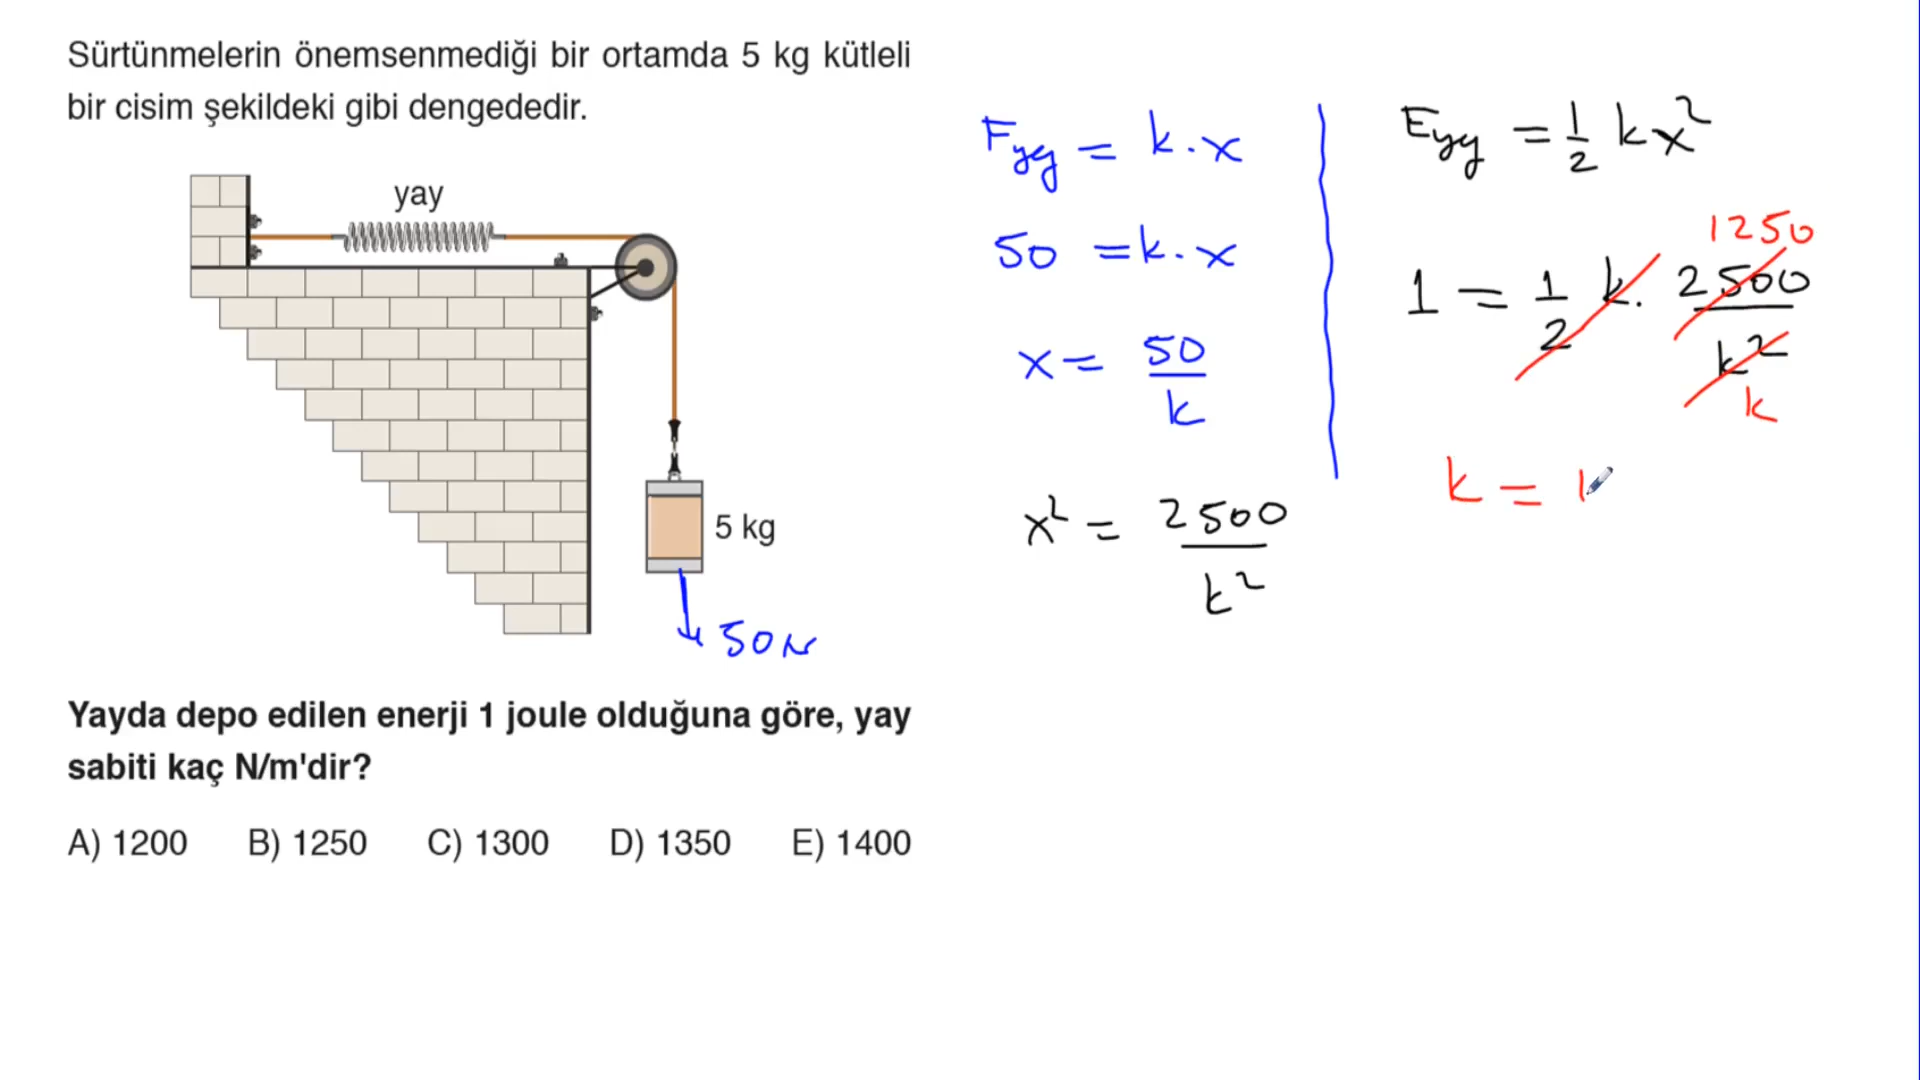 Sürtünmelerin önemsenmediği bir ortamda 5 kg kütleli
bir cisim şekildeki gibi dengededir.
yay
5 kg
50N
Yayda depo edilen enerji 1 joule olduğuna göre, yay
sabiti kaç N/m'dir?
A) 1200 B) 1250 C) 1300 D) 1350 E) 1400
Fyg = k.x
50 = k.x
x = 50/k
x² = 2500/k²
Eyg = 1/2 kx²
1250
1 = 1/2 k. 2500/k²
k
k = 1